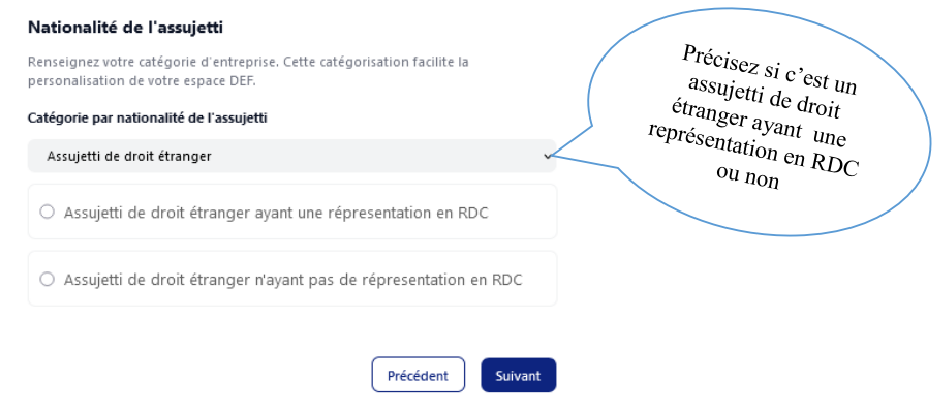 Nationalité de l'assujetti
Renseignez votre catégorie d'entreprise. Cette catégorisation facilite la
personalisation de votre espace DEF.
Catégorie par nationalité de l'assujetti
Assujetti de droit étranger
Assujetti de droit étranger ayant une répresentation en RDC
Assujetti de droit étranger n'ayant pas de répresentation en RDC
Précédent
Suivant
Précisez si c’est un
assujetti de droit
étranger ayant une
représentation en RDC
ou non